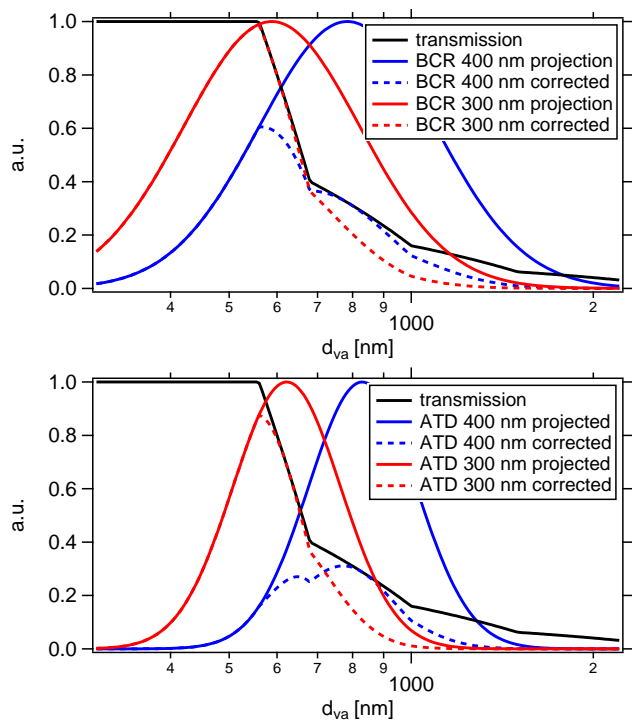 1.0
0.8
0.6
0.4
0.2
0.0
a.u.
transmission
BCR 400 nm projection
BCR 400 nm corrected
BCR 300 nm projection
BCR 300 nm corrected
4 5 6 7 8 9 1000 2
d_va [nm]
1.0
0.8
0.6
0.4
0.2
0.0
a.u.
transmission
ATD 400 nm projected
ATD 400 nm corrected
ATD 300 nm projected
ATD 300 nm corrected
4 5 6 7 8 9 1000 2
d_va [nm]